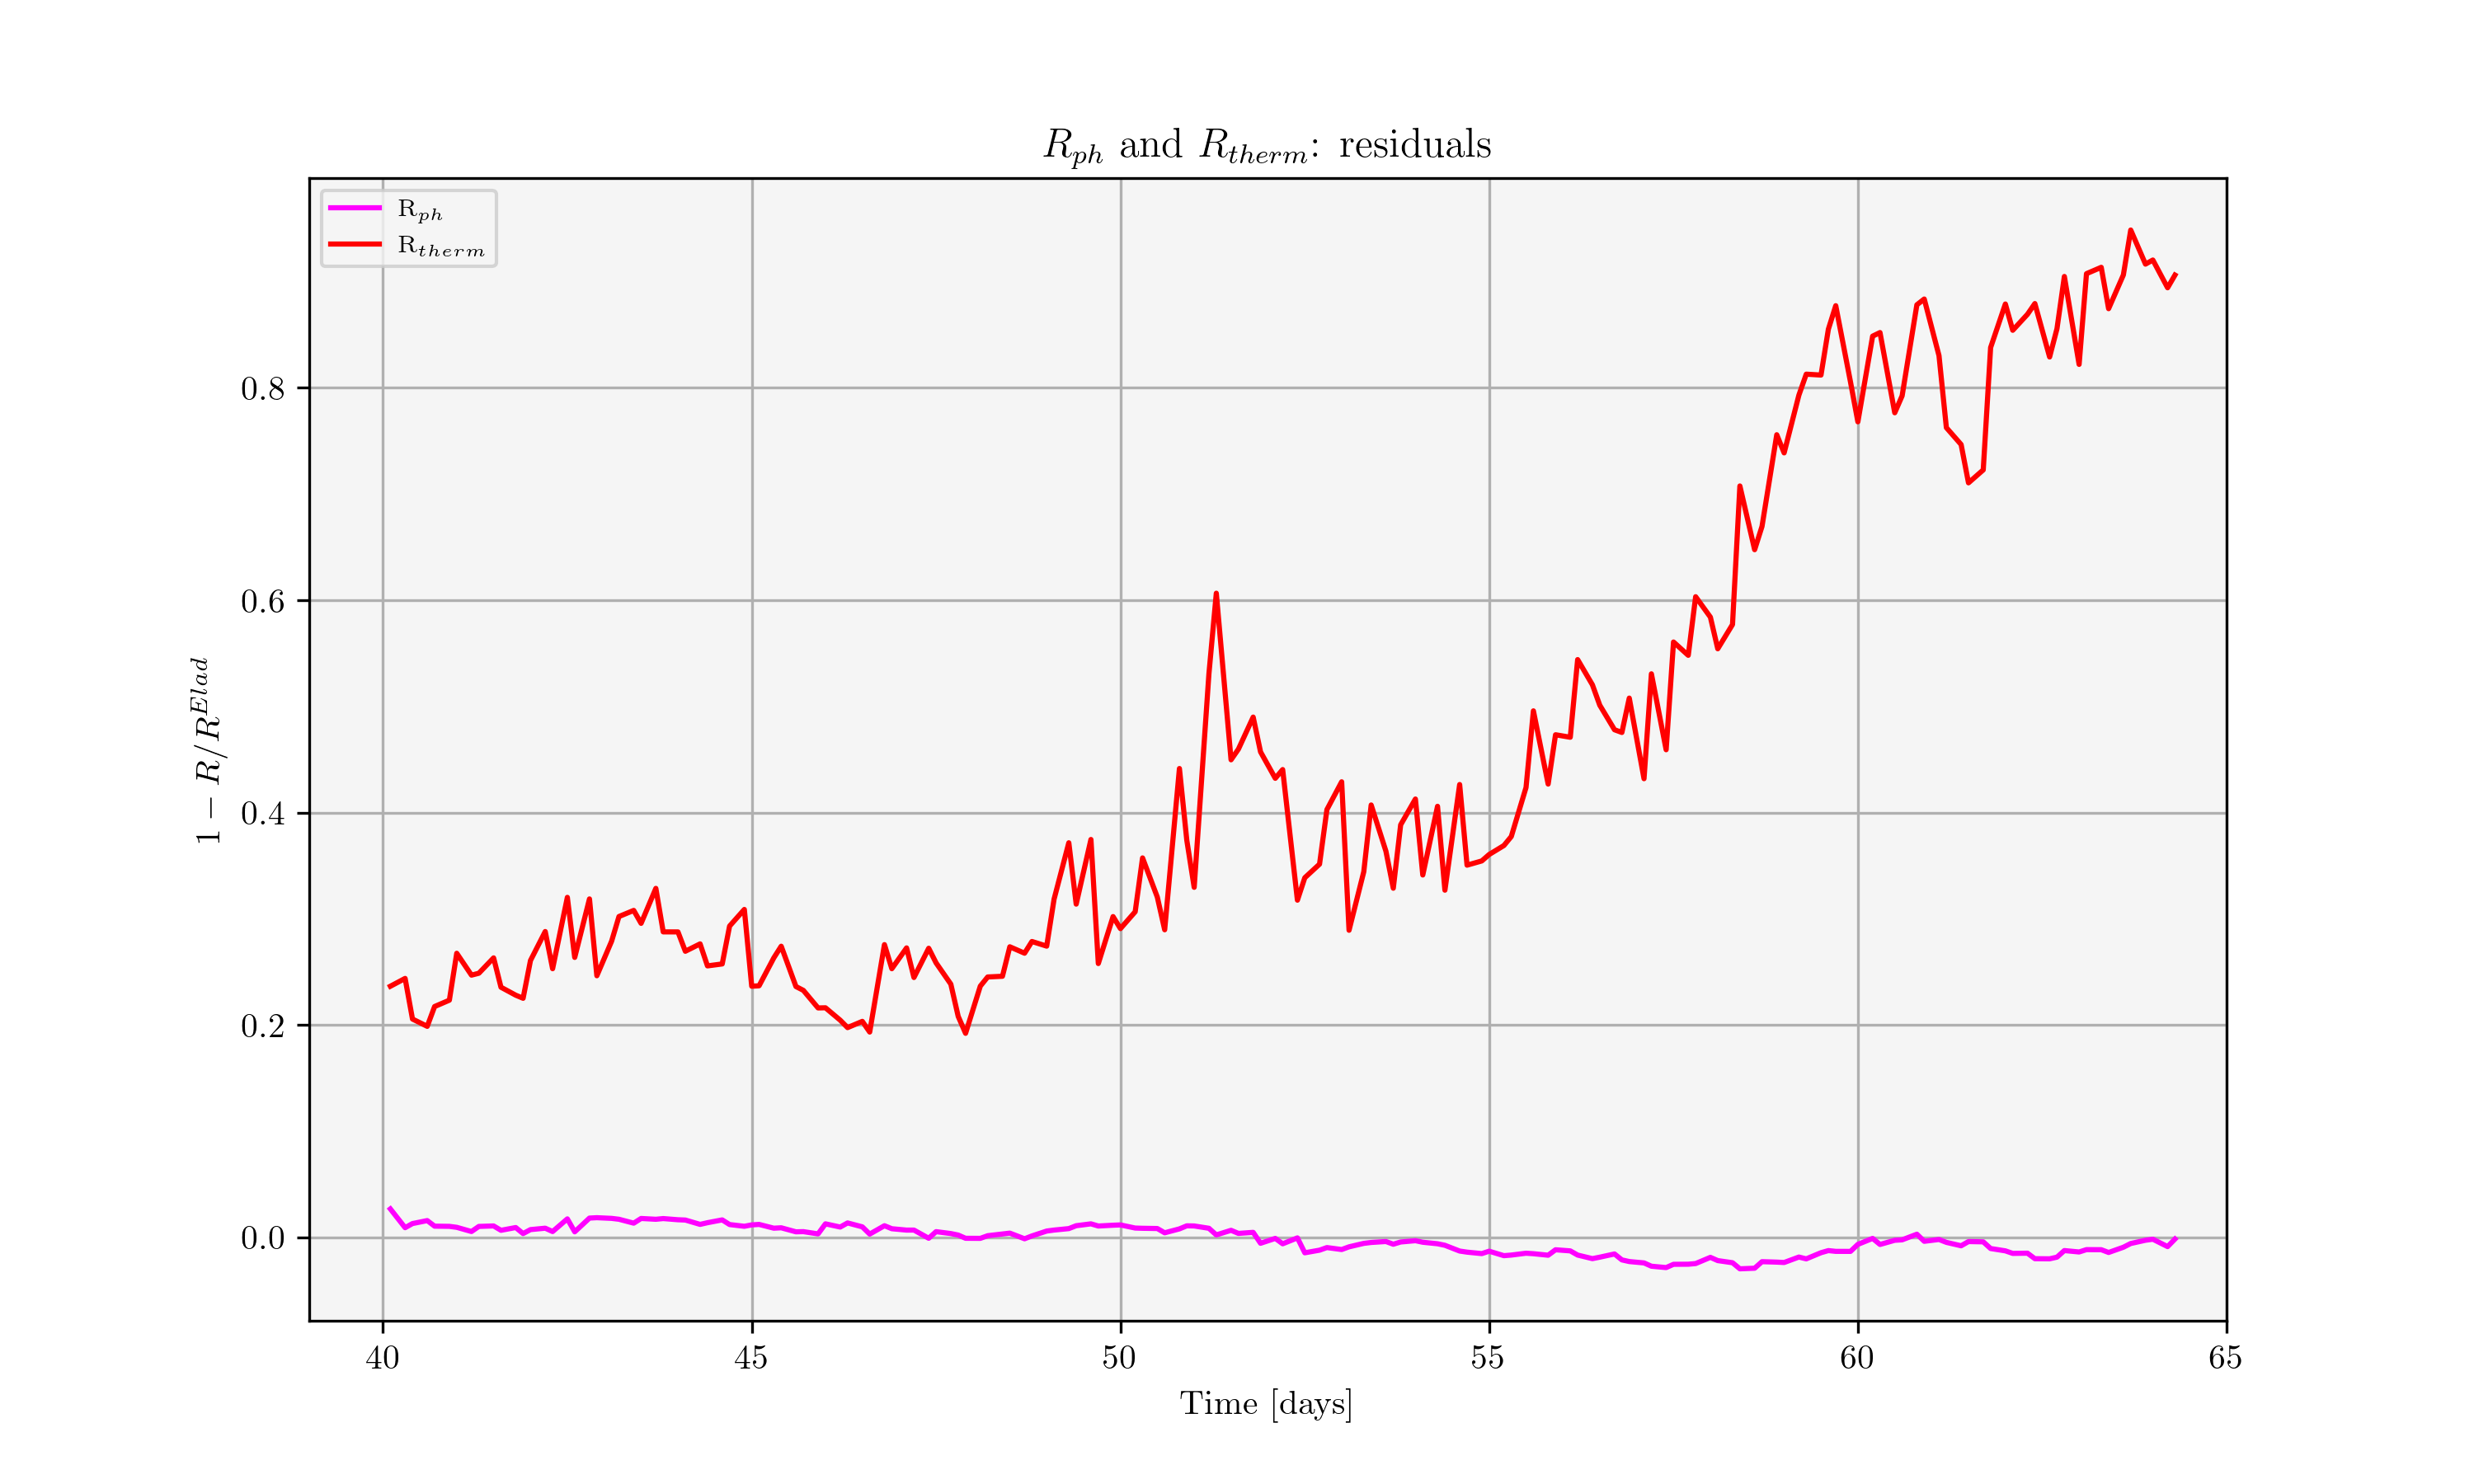 R_ph and R_therm: residuals
R_ph
R_therm
1 − R/R^Elad
0.8
0.6
0.4
0.2
0.0
40 45 50 55 60 65
Time [days]